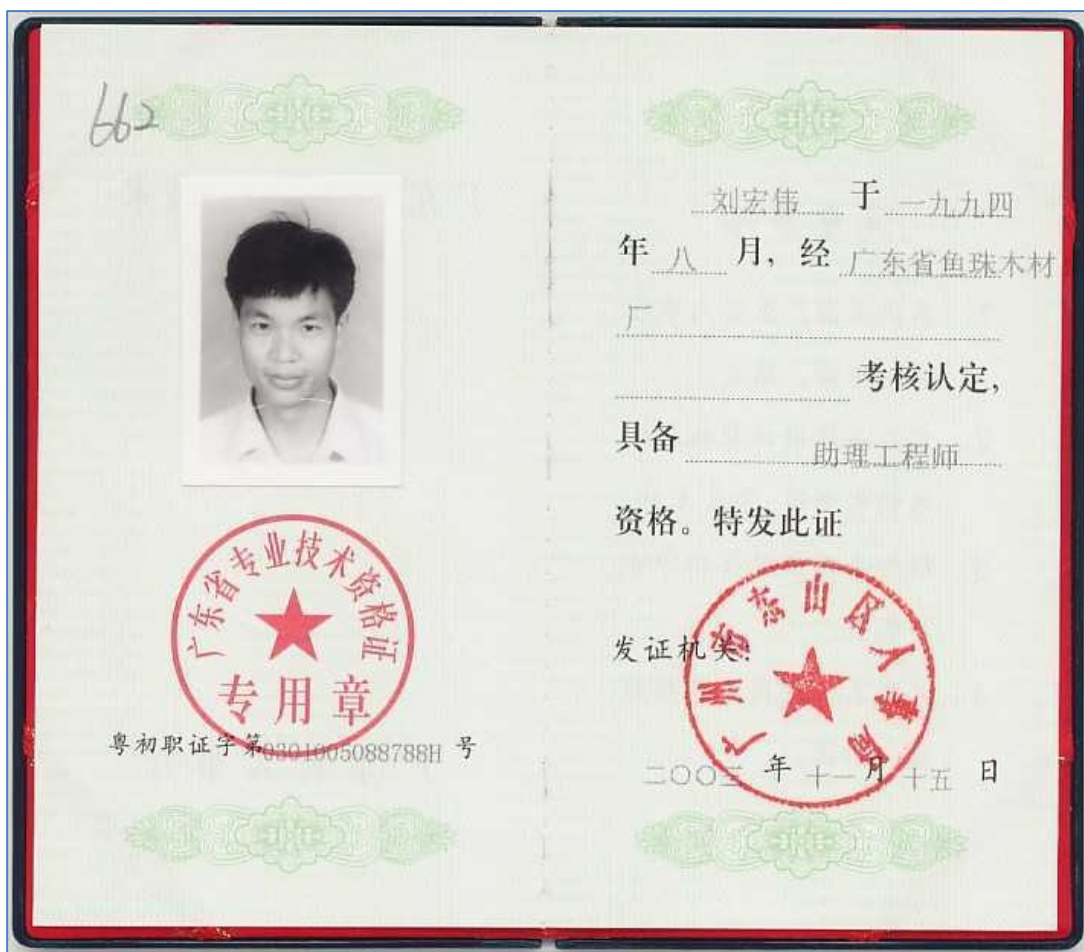 662
广东省专业技术资格证
专用章
粤初职证字第0301005088788H 号
刘宏伟 于 一九九四
年 八 月, 经 广东省鱼珠木材
厂
考核认定,
具备 助理工程师
资格。特发此证
发证机关:
二〇〇三 年 十一 月 十五 日